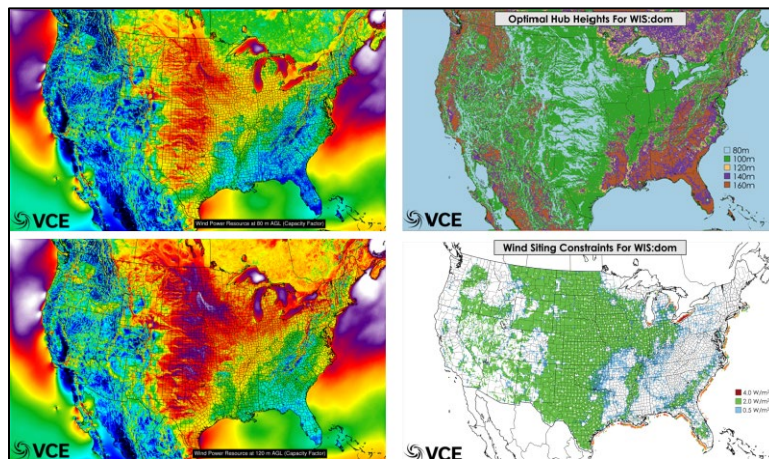 VCE
Wind Power Resource at 80 m AGL (Capacity Factor)
Optimal Hub Heights For WIS:dom
80m
100m
120m
140m
160m
VCE
VCE
Wind Power Resource at 120 m AGL (Capacity Factor)
Wind Siting Constraints For WIS:dom
4.0 W/m²
2.0 W/m²
0.5 W/m²
VCE